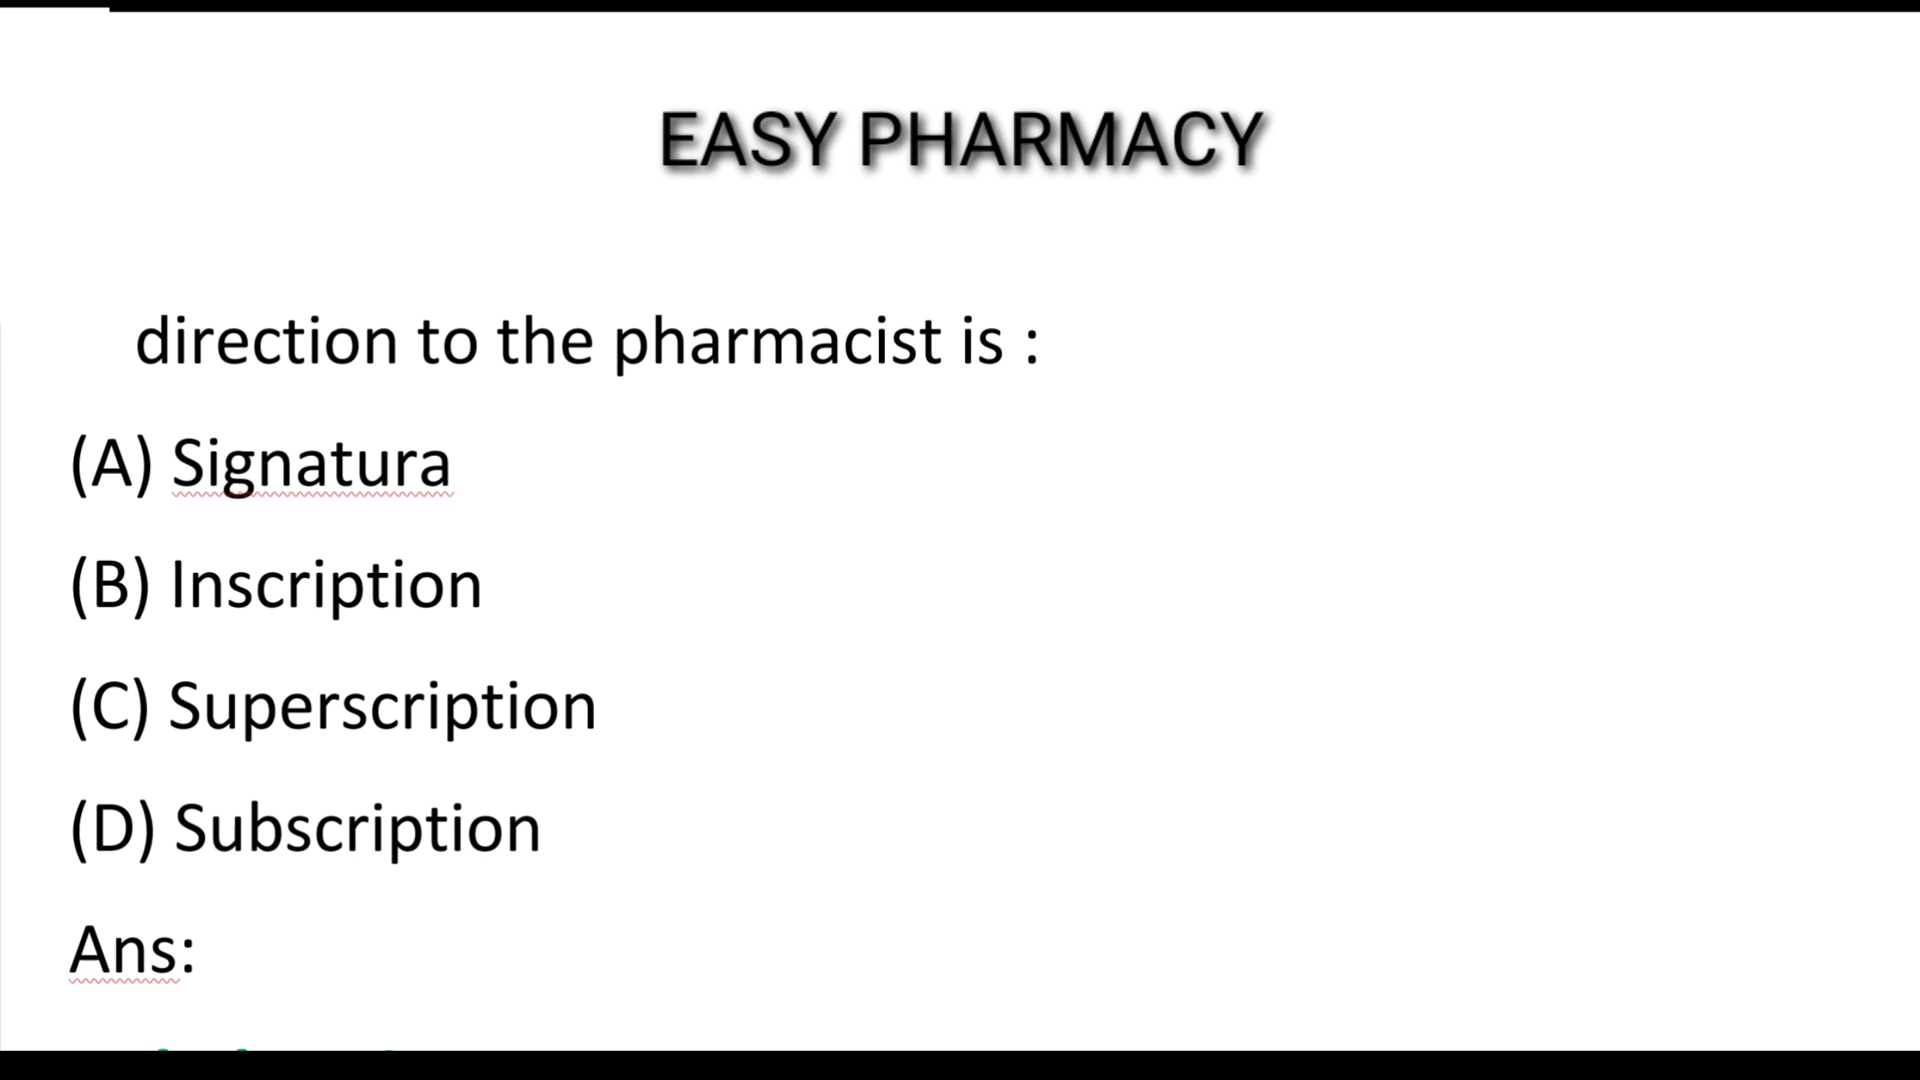 EASY PHARMACY
direction to the pharmacist is :
(A) Signatura
(B) Inscription
(C) Superscription
(D) Subscription
Ans: